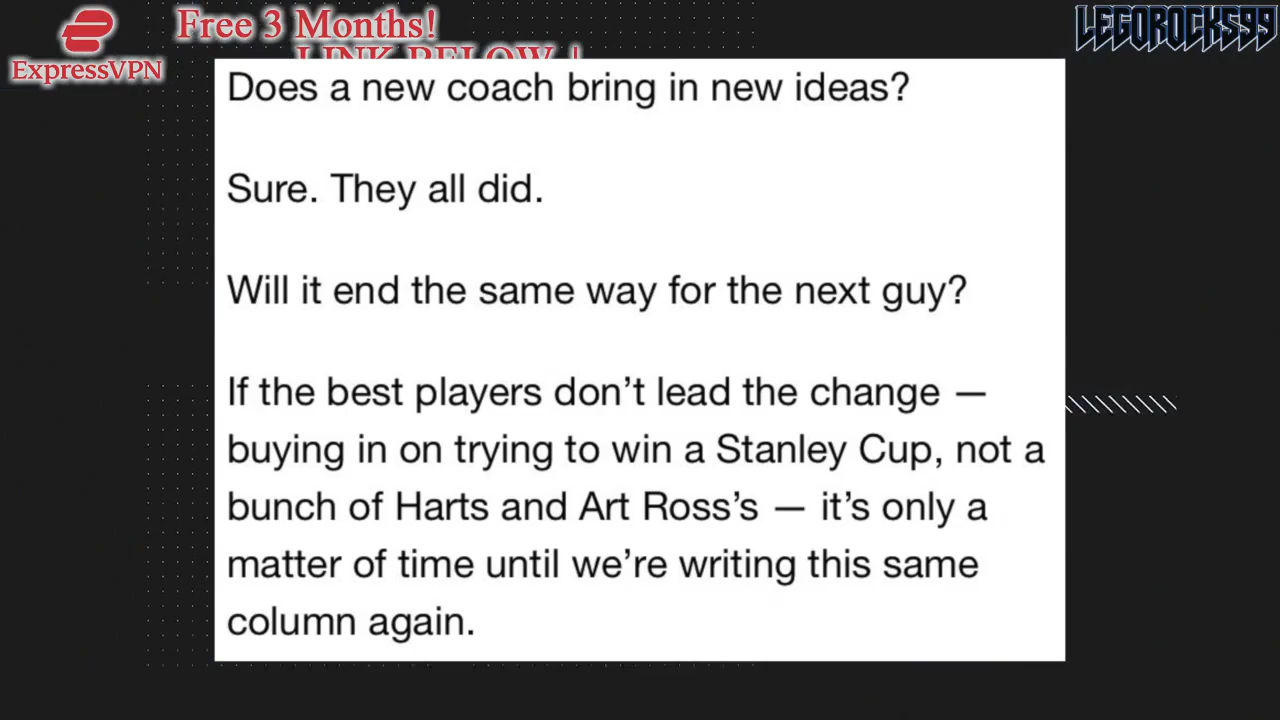 Free 3 Months!
LINK BELOW
ExpressVPN
LEGOROCKS99
Does a new coach bring in new ideas?
Sure. They all did.
Will it end the same way for the next guy?
If the best players don’t lead the change —
buying in on trying to win a Stanley Cup, not a
bunch of Harts and Art Ross’s — it’s only a
matter of time until we’re writing this same
column again.